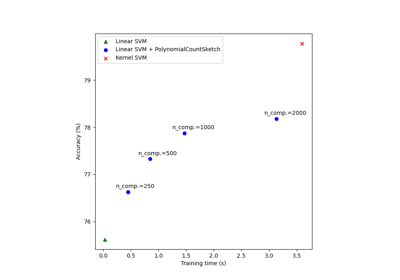 Linear SVM
Linear SVM + PolynomialCountSketch
Kernel SVM
79
n_comp.=2000
78
n_comp.=1000
n_comp.=500
77
n_comp.=250
76
Accuracy (%)
0.0 0.5 1.0 1.5 2.0 2.5 3.0 3.5
Training time (s)